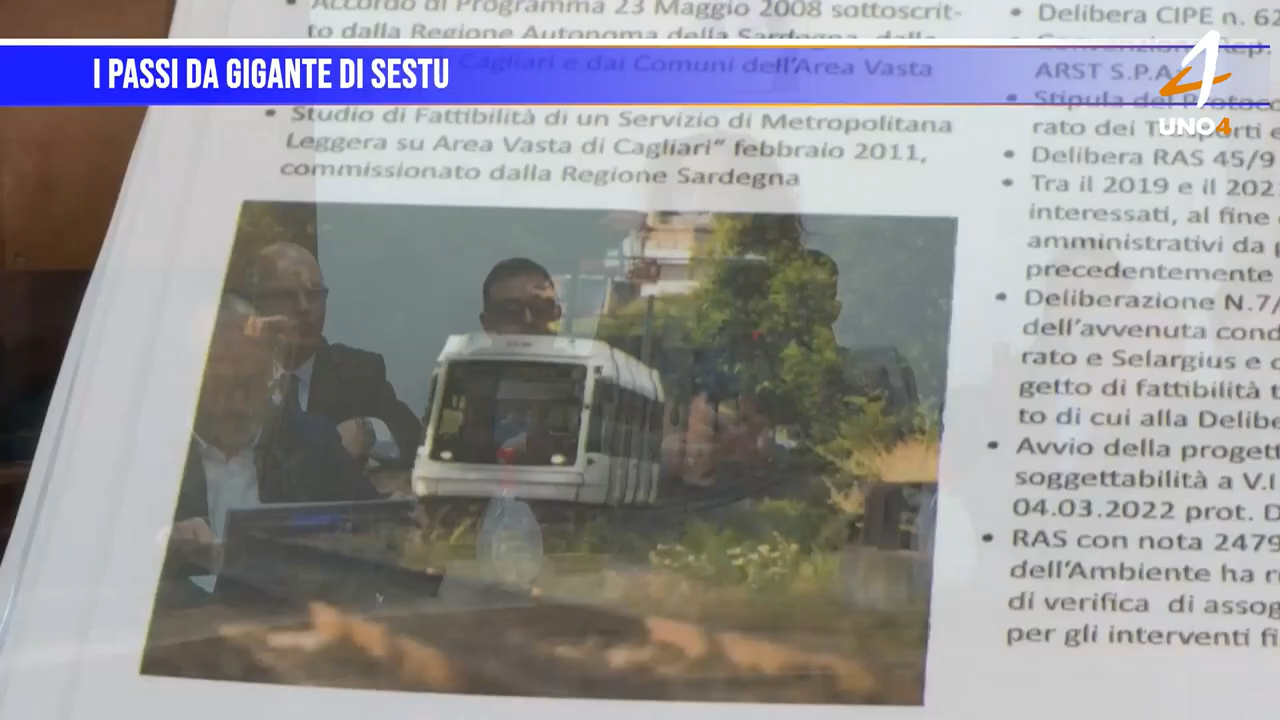 Accordo di Programma 23 Maggio 2008 sottoscrit-
to dalla Regione Autonoma della Sardegna, dalla
Cagliari e dai Comuni dell'Area Vasta
I PASSI DA GIGANTE DI SESTU
• Studio di Fattibilità di un Servizio di Metropolitana
Leggera su Area Vasta di Cagliari" febbraio 2011,
commissionato dalla Regione Sardegna
• Delibera CIPE n. 62
ARST S.P.A.
• Stipula del Protoco
rato dei Trasporti e
• Delibera RAS 45/9
• Tra il 2019 e il 202
interessati, al fine
amministrativi da
precedentemente
• Deliberazione N.7/
dell'avvenuta cond
rato e Selargius e
getto di fattibilità t
to di cui alla Delibe
• Avvio della progett
soggettabilità a V.I
04.03.2022 prot. D
• RAS con nota 2479
dell'Ambiente ha r
di verifica di assog
per gli interventi fi
4
UNO4